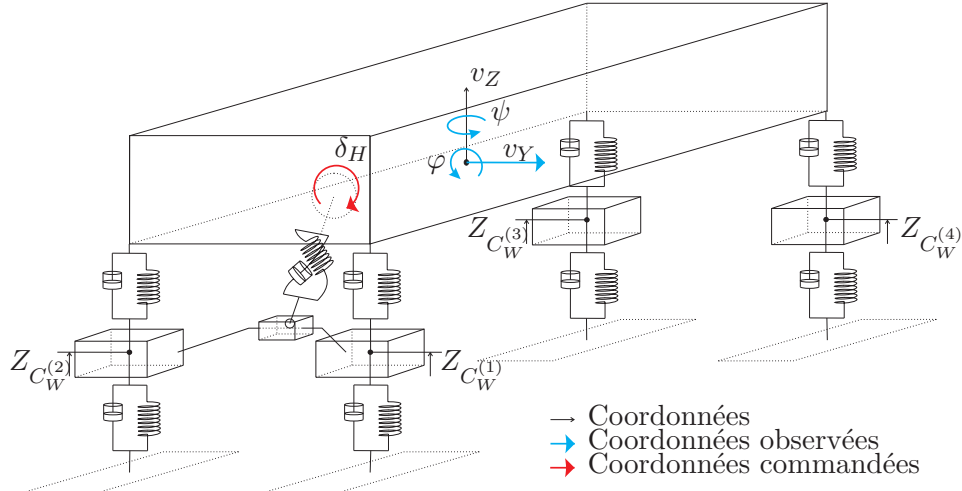 v_Z
ψ
δ_H
φ v_Y
Z_{C_W^{(3)}} Z_{C_W^{(4)}}
Z_{C_W^{(2)}} Z_{C_W^{(1)}}
Coordonnées
Coordonnées observées
Coordonnées commandées